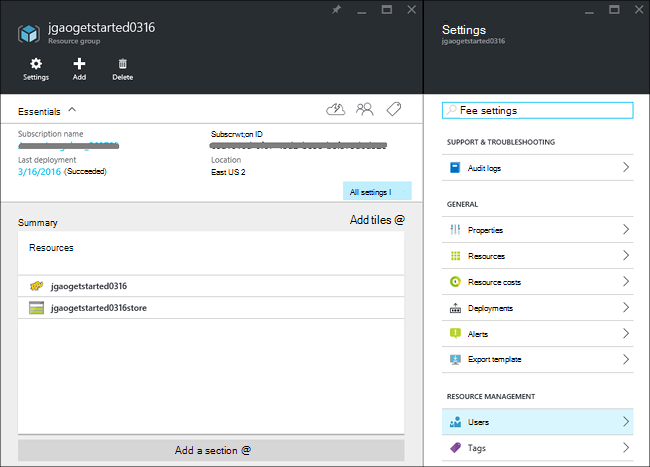 jgaogetstarted0316
Resource group
Settings
Add
Delete
Essentials
Subscription name
Subscrwt;on ID
Last deployment
3/16/2016 (Succeeded)
Location
East US 2
All settings I
Summary
Add tiles @
Resources
jgaogetstarted0316
jgaogetstarted0316store
Add a section @
Settings
jgaogetstarted0316
Fee settings
SUPPORT & TROUBLESHOOTING
Audit logs
GENERAL
Properties
Resources
Resource costs
Deployments
Alerts
Export template
RESOURCE MANAGEMENT
Users
Tags